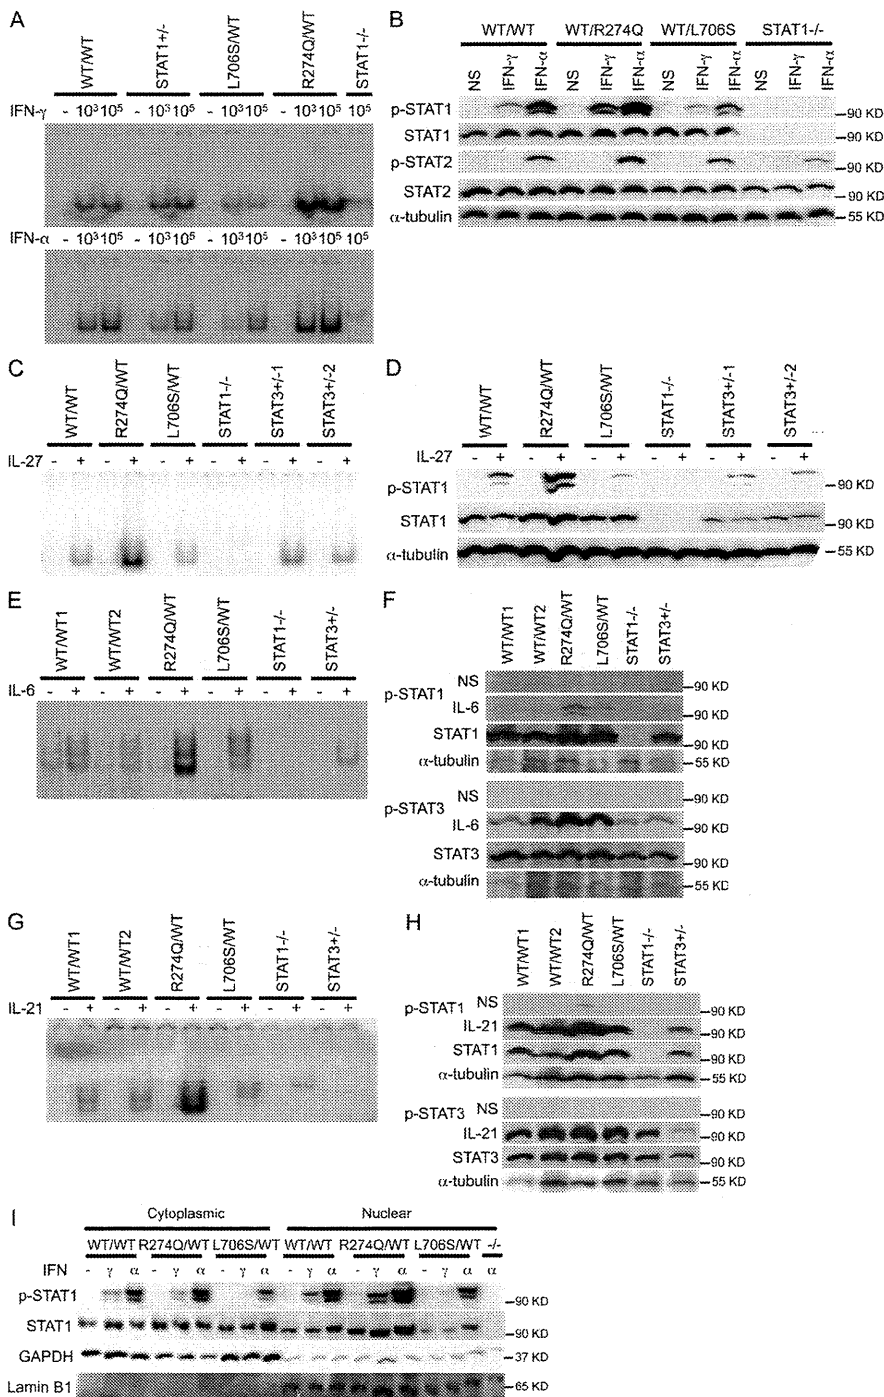 A
WT/WT STAT1+/- L706S/WT R274Q/WT STAT1-/-
IFN-γ - 10³ 10⁵ - 10³ 10⁵ - 10³ 10⁵ - 10³ 10⁵ 10⁵
IFN-α - 10³ 10⁵ - 10³ 10⁵ - 10³ 10⁵ - 10³ 10⁵ 10⁵
B
WT/WT WT/R274Q WT/L706S STAT1-/-
NS IFN-γ IFN-α NS IFN-γ IFN-α NS IFN-γ IFN-α NS IFN-γ IFN-α
p-STAT1 90 KD
STAT1 90 KD
p-STAT2 90 KD
STAT2 90 KD
α-tubulin 55 KD
C
WT/WT R274Q/WT L706S/WT STAT1-/- STAT3+/-1 STAT3+/-2
IL-27 - + - + - + - + - + - +
D
WT/WT R274Q/WT L706S/WT STAT1-/- STAT3+/-1 STAT3+/-2
IL-27 - + - + - + - + - + - +
p-STAT1 90 KD
STAT1 90 KD
α-tubulin 55 KD
E
WT/WT1 WT/WT2 R274Q/WT L706S/WT STAT1-/- STAT3+/-
IL-6 - + - + - + - + - + - +
F
WT/WT1 WT/WT2 R274Q/WT L706S/WT STAT1-/- STAT3+/-
NS 90 KD
p-STAT1
IL-6 90 KD
STAT1 90 KD
α-tubulin 55 KD
NS 90 KD
p-STAT3
IL-6 90 KD
STAT3 90 KD
α-tubulin 55 KD
G
WT/WT1 WT/WT2 R274Q/WT L706S/WT STAT1-/- STAT3+/-
IL-21 - + - + - + - + - + - +
H
WT/WT1 WT/WT2 R274Q/WT L706S/WT STAT1-/- STAT3+/-
p-STAT1 NS 90 KD
IL-21 90 KD
STAT1 90 KD
α-tubulin 55 KD
p-STAT3 NS 90 KD
IL-21 90 KD
STAT3 90 KD
α-tubulin 55 KD
I
Cytoplasmic Nuclear
WT/WT R274Q/WT L706S/WT WT/WT R274Q/WT L706S/WT -/-
IFN - γ α - γ α - γ α - γ α - γ α - γ α α
p-STAT1 90 KD
STAT1 90 KD
GAPDH 37 KD
Lamin B1 65 KD